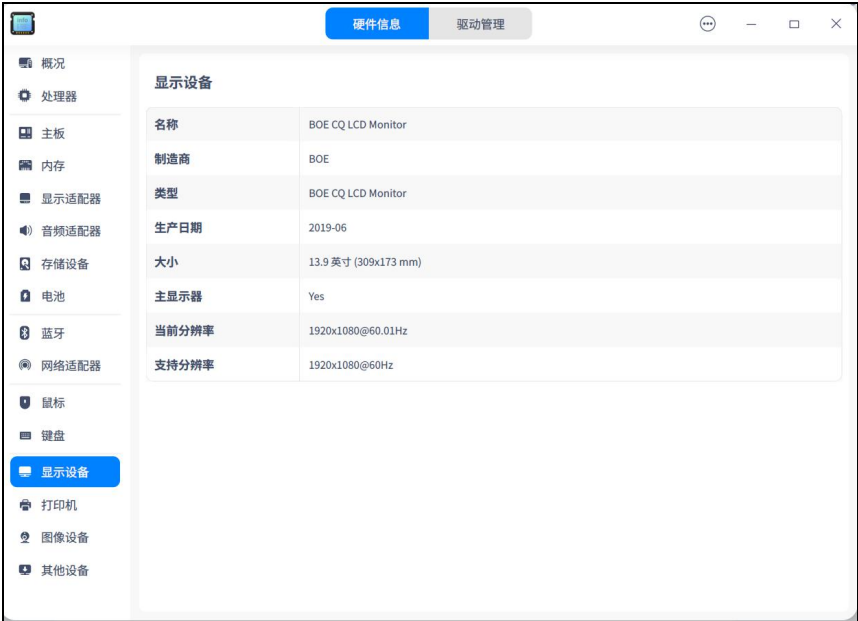 硬件信息 驱动管理
概况
处理器
主板
内存
显示适配器
音频适配器
存储设备
电池
蓝牙
网络适配器
鼠标
键盘
显示设备
打印机
图像设备
其他设备
显示设备
名称 BOE CQ LCD Monitor
制造商 BOE
类型 BOE CQ LCD Monitor
生产日期 2019-06
大小 13.9 英寸 (309x173 mm)
主显示器 Yes
当前分辨率 1920x1080@60.01Hz
支持分辨率 1920x1080@60Hz